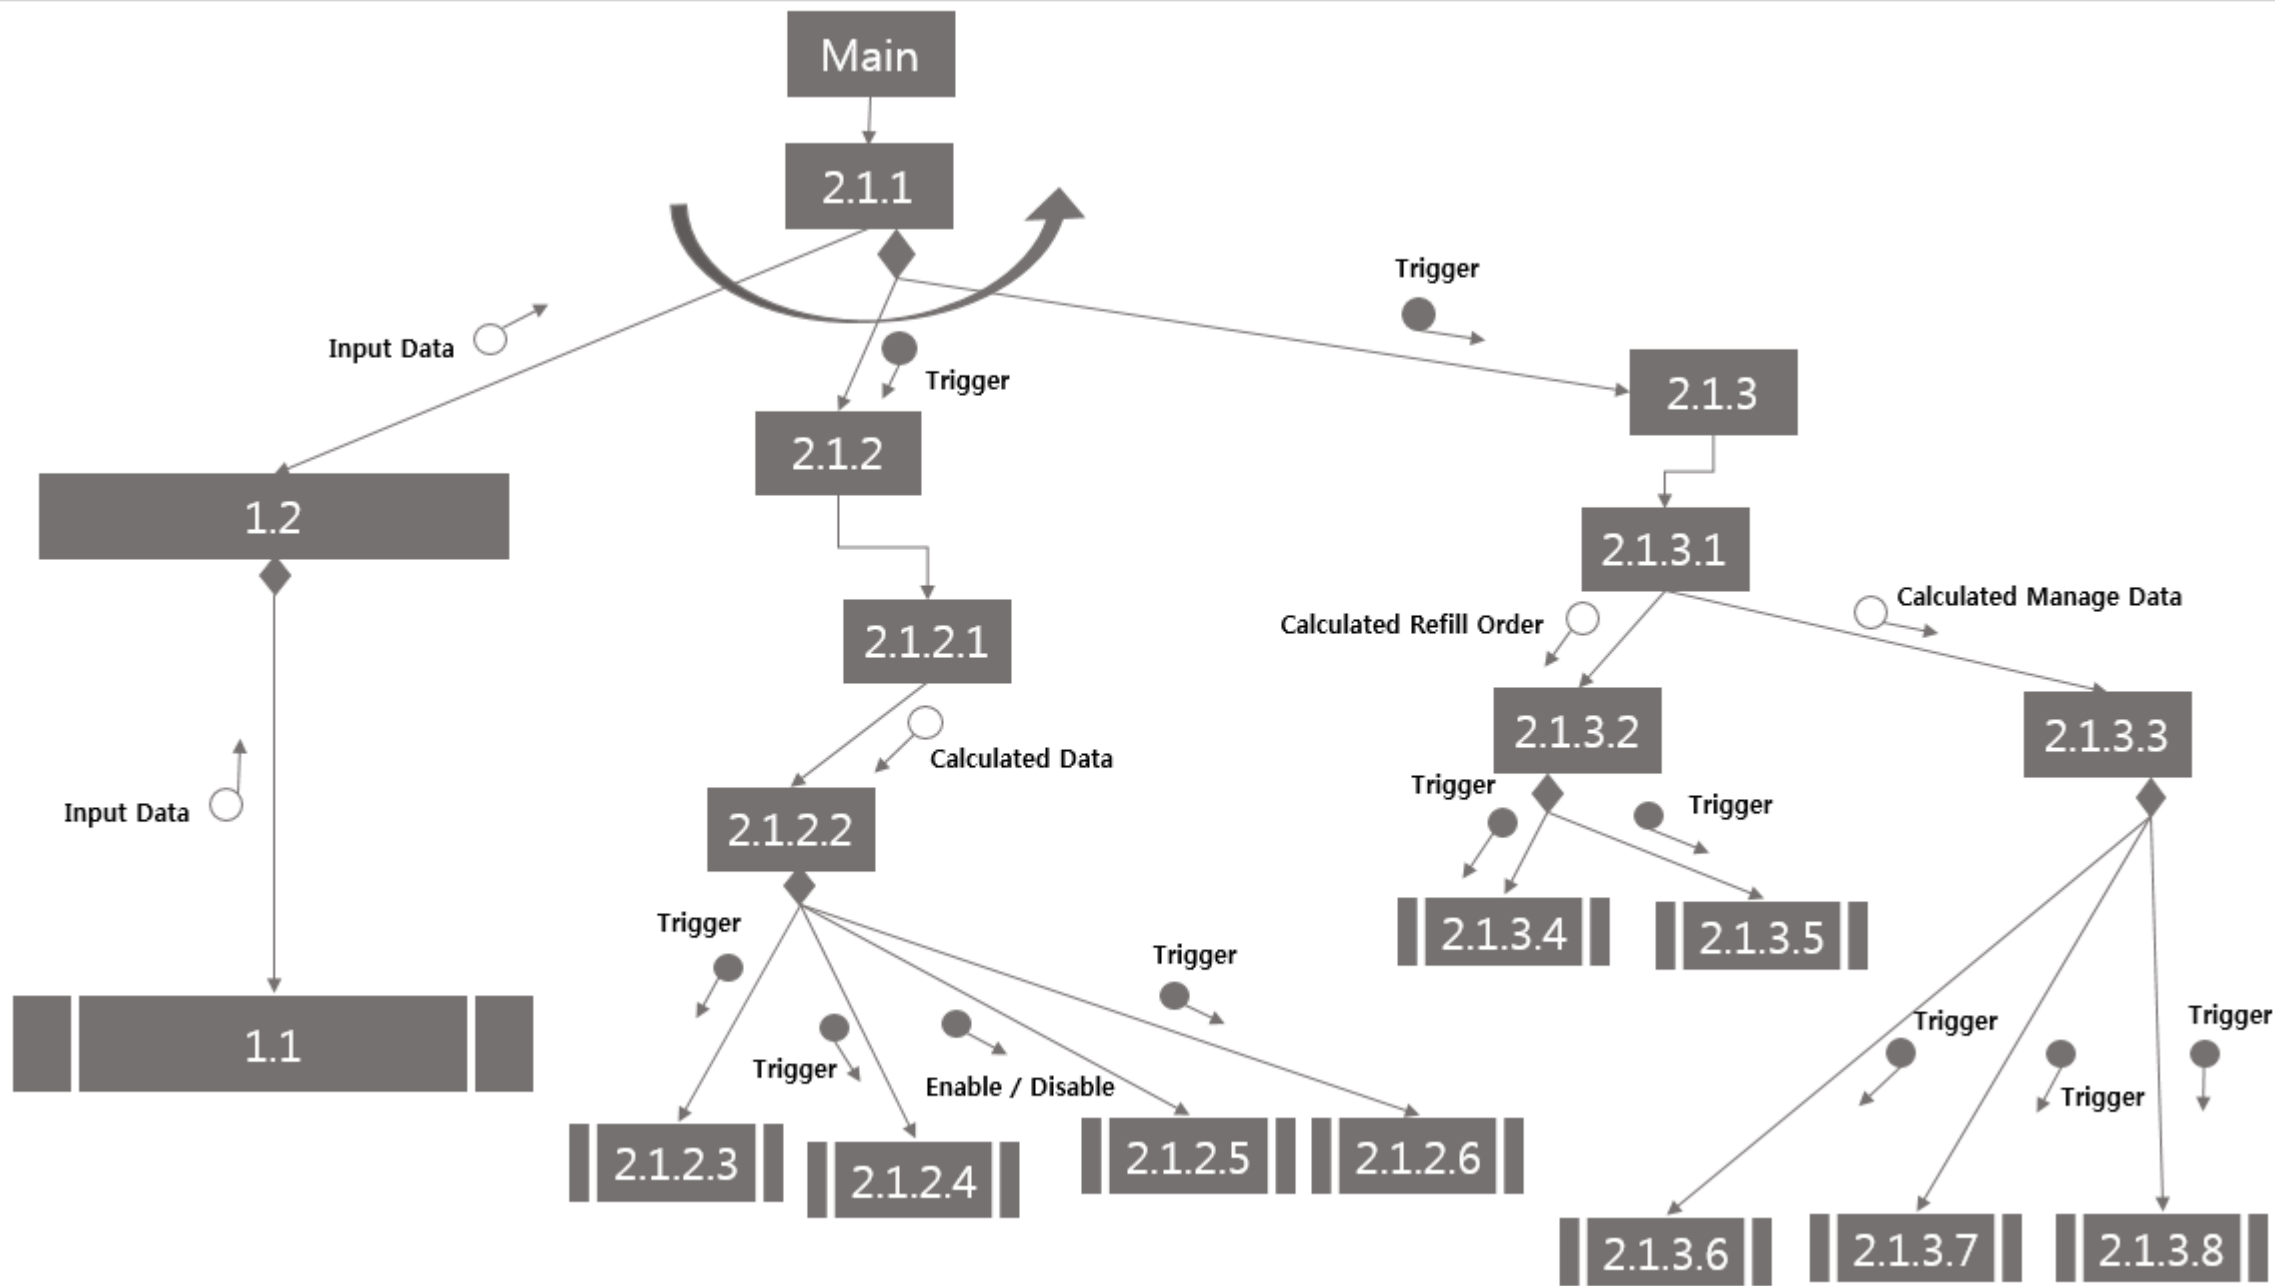 Main
2.1.1
Trigger
Input Data
Trigger
2.1.3
2.1.2
1.2
2.1.3.1
Calculated Refill Order
Calculated Manage Data
2.1.2.1
2.1.3.2
2.1.3.3
Calculated Data
Input Data
2.1.2.2
Trigger
Trigger
2.1.3.4
2.1.3.5
Trigger
Trigger
Trigger
Enable / Disable
Trigger
Trigger
Trigger
1.1
2.1.2.3
2.1.2.4
2.1.2.5
2.1.2.6
2.1.3.6
2.1.3.7
2.1.3.8